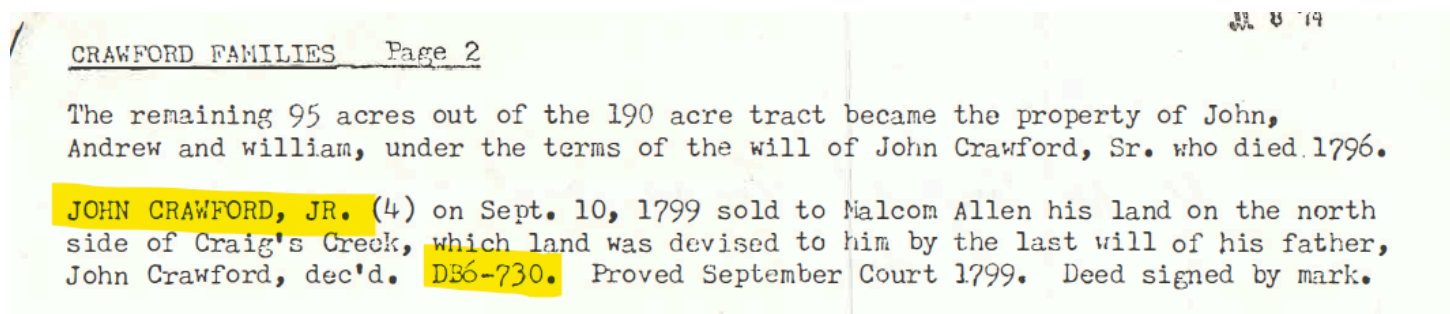 CRAWFORD FAMILIES Page 2
The remaining 95 acres out of the 190 acre tract became the property of John,
Andrew and william, under the terms of the will of John Crawford, Sr. who died 1796.
JOHN CRAWFORD, JR. (4) on Sept. 10, 1799 sold to Malcom Allen his land on the north
side of Craig's Creek, which land was devised to him by the last will of his father,
John Crawford, dec'd. DB6-730. Proved September Court 1799. Deed signed by mark.